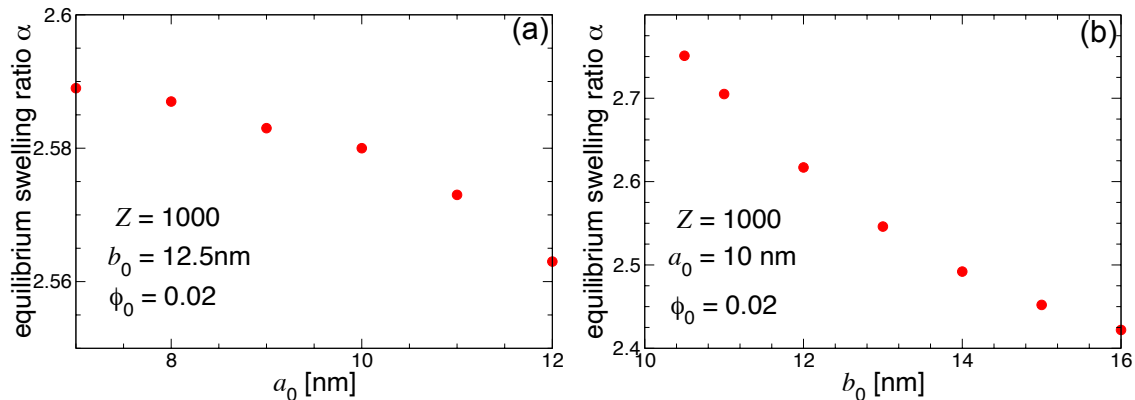 (a)
equilibrium swelling ratio α
2.6
2.58
2.56
Z = 1000
b₀ = 12.5nm
ϕ₀ = 0.02
8
10
12
a₀ [nm]
(b)
equilibrium swelling ratio α
2.7
2.6
2.5
2.4
Z = 1000
a₀ = 10 nm
ϕ₀ = 0.02
10
12
14
16
b₀ [nm]